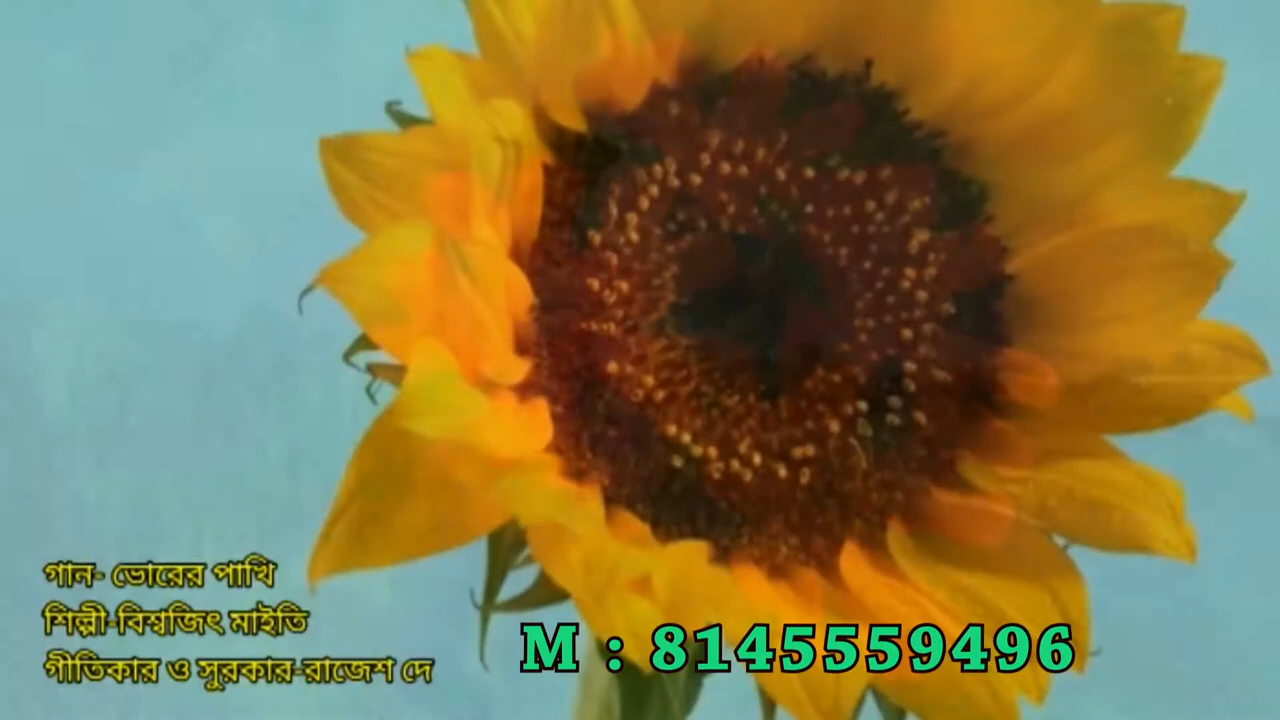 গান- ভোরের পাখি
শিল্পী-বিশ্বজিৎ মাইতি
গীতিকার ও সুরকার-রাজেশ দে
M : 8145559496